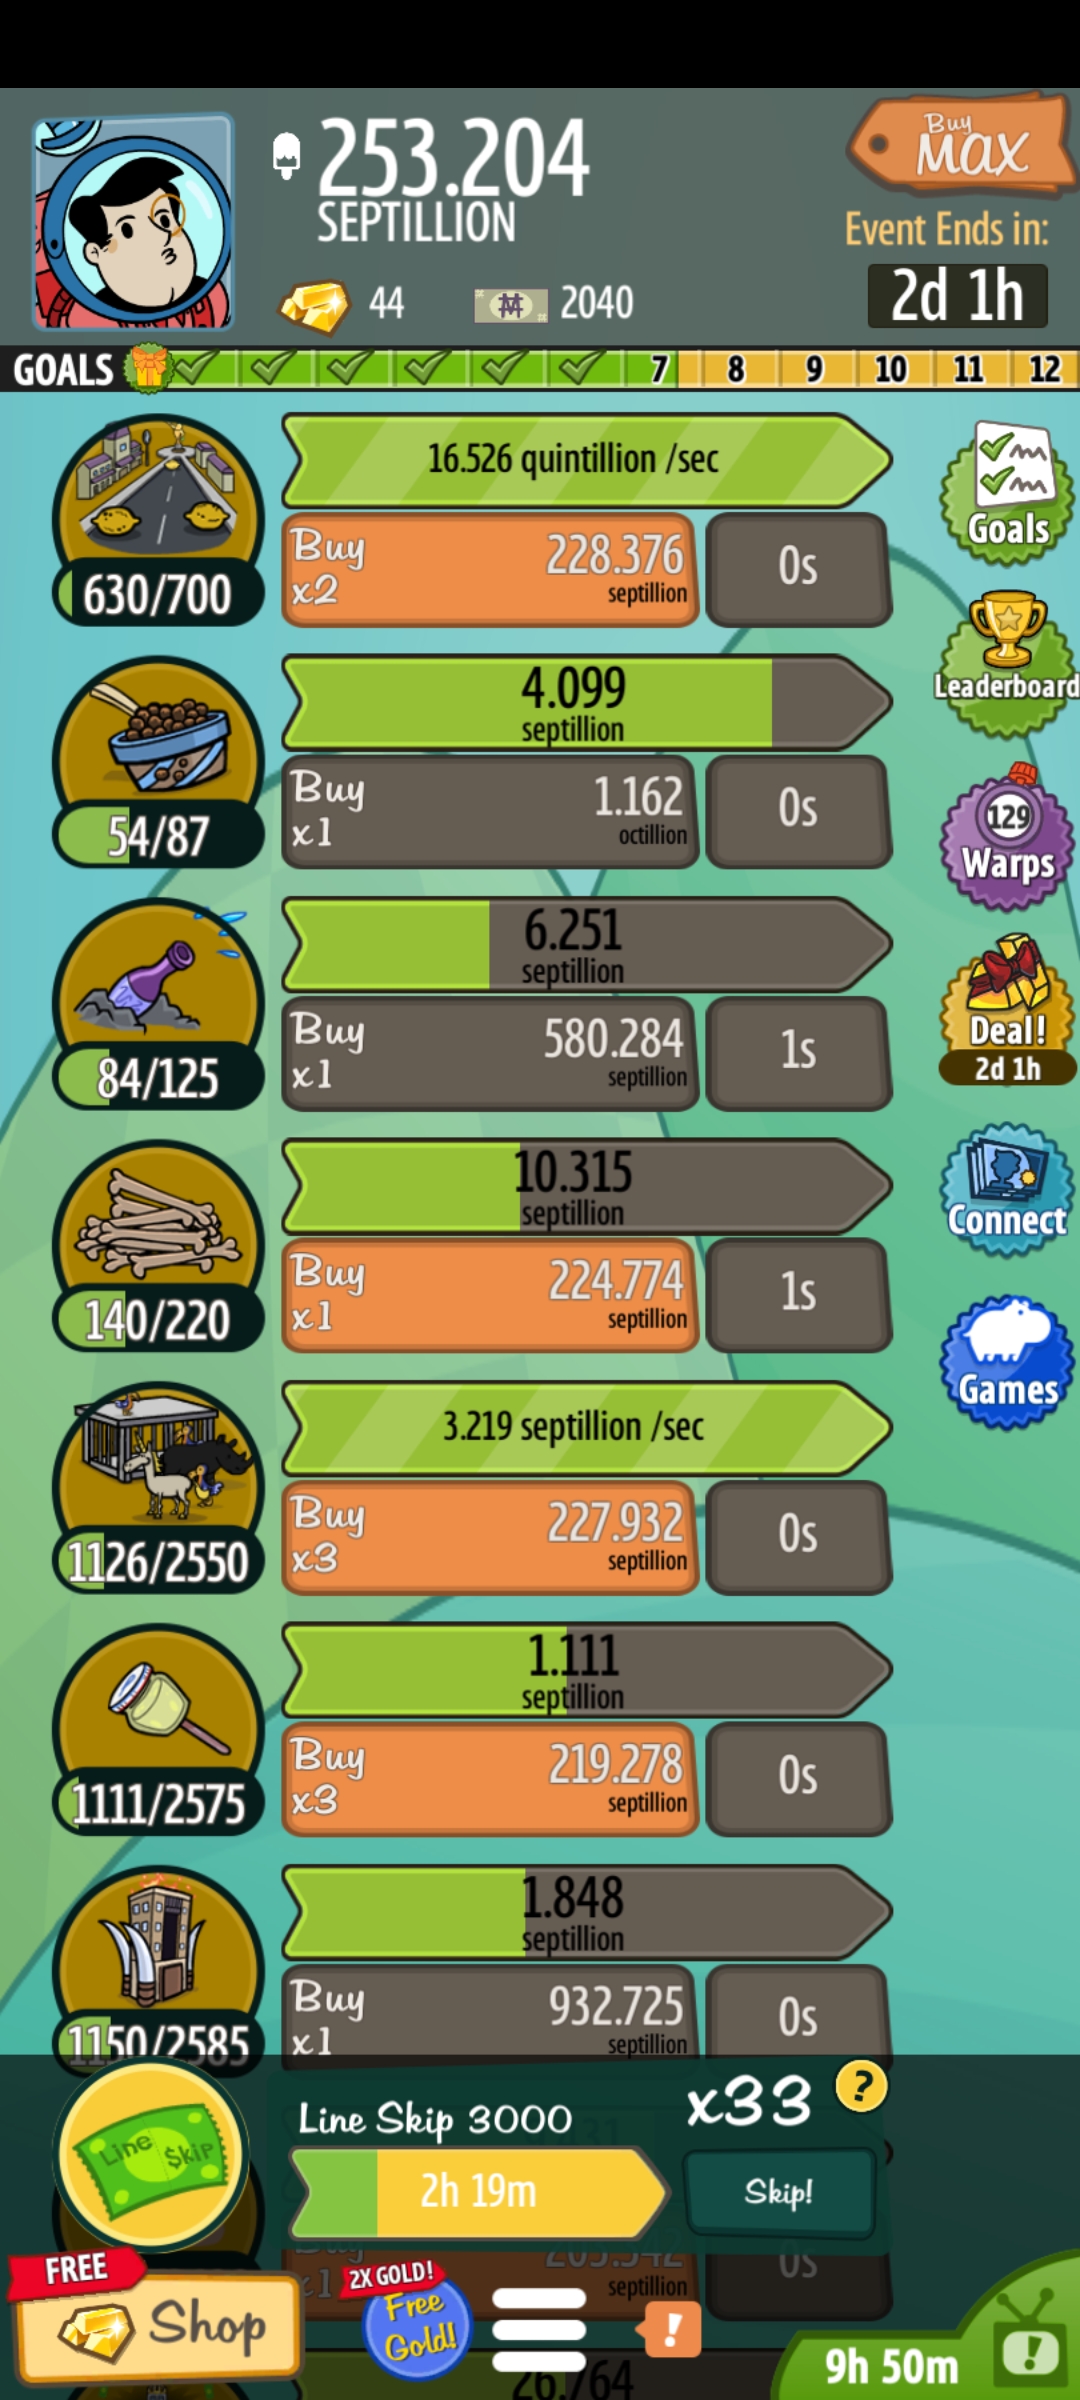 253.204
SEPTILLION
Buy
MAX
Event Ends in:
2d 1h
44
2040
GOALS
7
8
9
10
11
12
16.526 quintillion /sec
Buy
x2
228.376
septillion
0s
630/700
Goals
4.099
septillion
Buy
x1
1.162
octillion
0s
54/87
Leaderboard
129
Warps
6.251
septillion
Buy
x1
580.284
septillion
1s
84/125
Deal!
2d 1h
10.315
septillion
Buy
x1
224.774
septillion
1s
140/220
Connect
3.219 septillion /sec
Buy
x3
227.932
septillion
0s
1126/2550
Games
1.111
septillion
Buy
x3
219.278
septillion
0s
1111/2575
1.848
septillion
Buy
x1
932.725
septillion
0s
1150/2585
Line Skip
Line Skip 3000
x33
?
2h 19m
Skip!
Buy
x1
septillion
0s
FREE
Shop
2X GOLD!
Free
Gold!
!
26.764
9h 50m
!